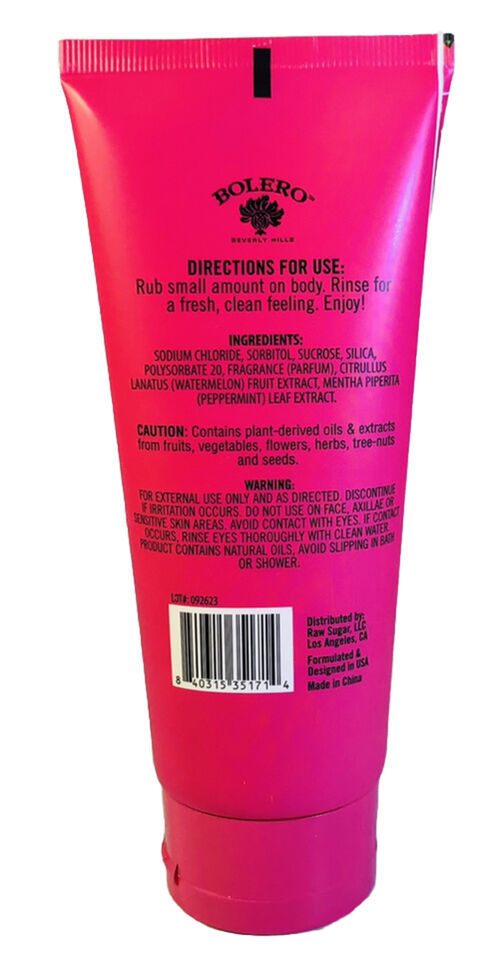 BOLERO™
BEVERLY HILLS
DIRECTIONS FOR USE:
Rub small amount on body. Rinse for
a fresh, clean feeling. Enjoy!
INGREDIENTS:
SODIUM CHLORIDE, SORBITOL, SUCROSE, SILICA,
POLYSORBATE 20, FRAGRANCE (PARFUM), CITRULLUS
LANATUS (WATERMELON) FRUIT EXTRACT, MENTHA PIPERITA
(PEPPERMINT) LEAF EXTRACT.
CAUTION: Contains plant-derived oils & extracts
from fruits, vegetables, flowers, herbs, tree-nuts
and seeds.
WARNING:
FOR EXTERNAL USE ONLY AND AS DIRECTED. DISCONTINUE
IF IRRITATION OCCURS. DO NOT USE ON FACE, AXILLAE OR
SENSITIVE SKIN AREAS. AVOID CONTACT WITH EYES. IF CONTACT
OCCURS, RINSE EYES THOROUGHLY WITH CLEAN WATER.
PRODUCT CONTAINS NATURAL OILS, AVOID SLIPPING IN BATH
OR SHOWER.
LOT#: 092623
8 40315 35171 4
Distributed by:
Raw Sugar, LLC
Los Angeles, CA
Formulated &
Designed in USA
Made in China